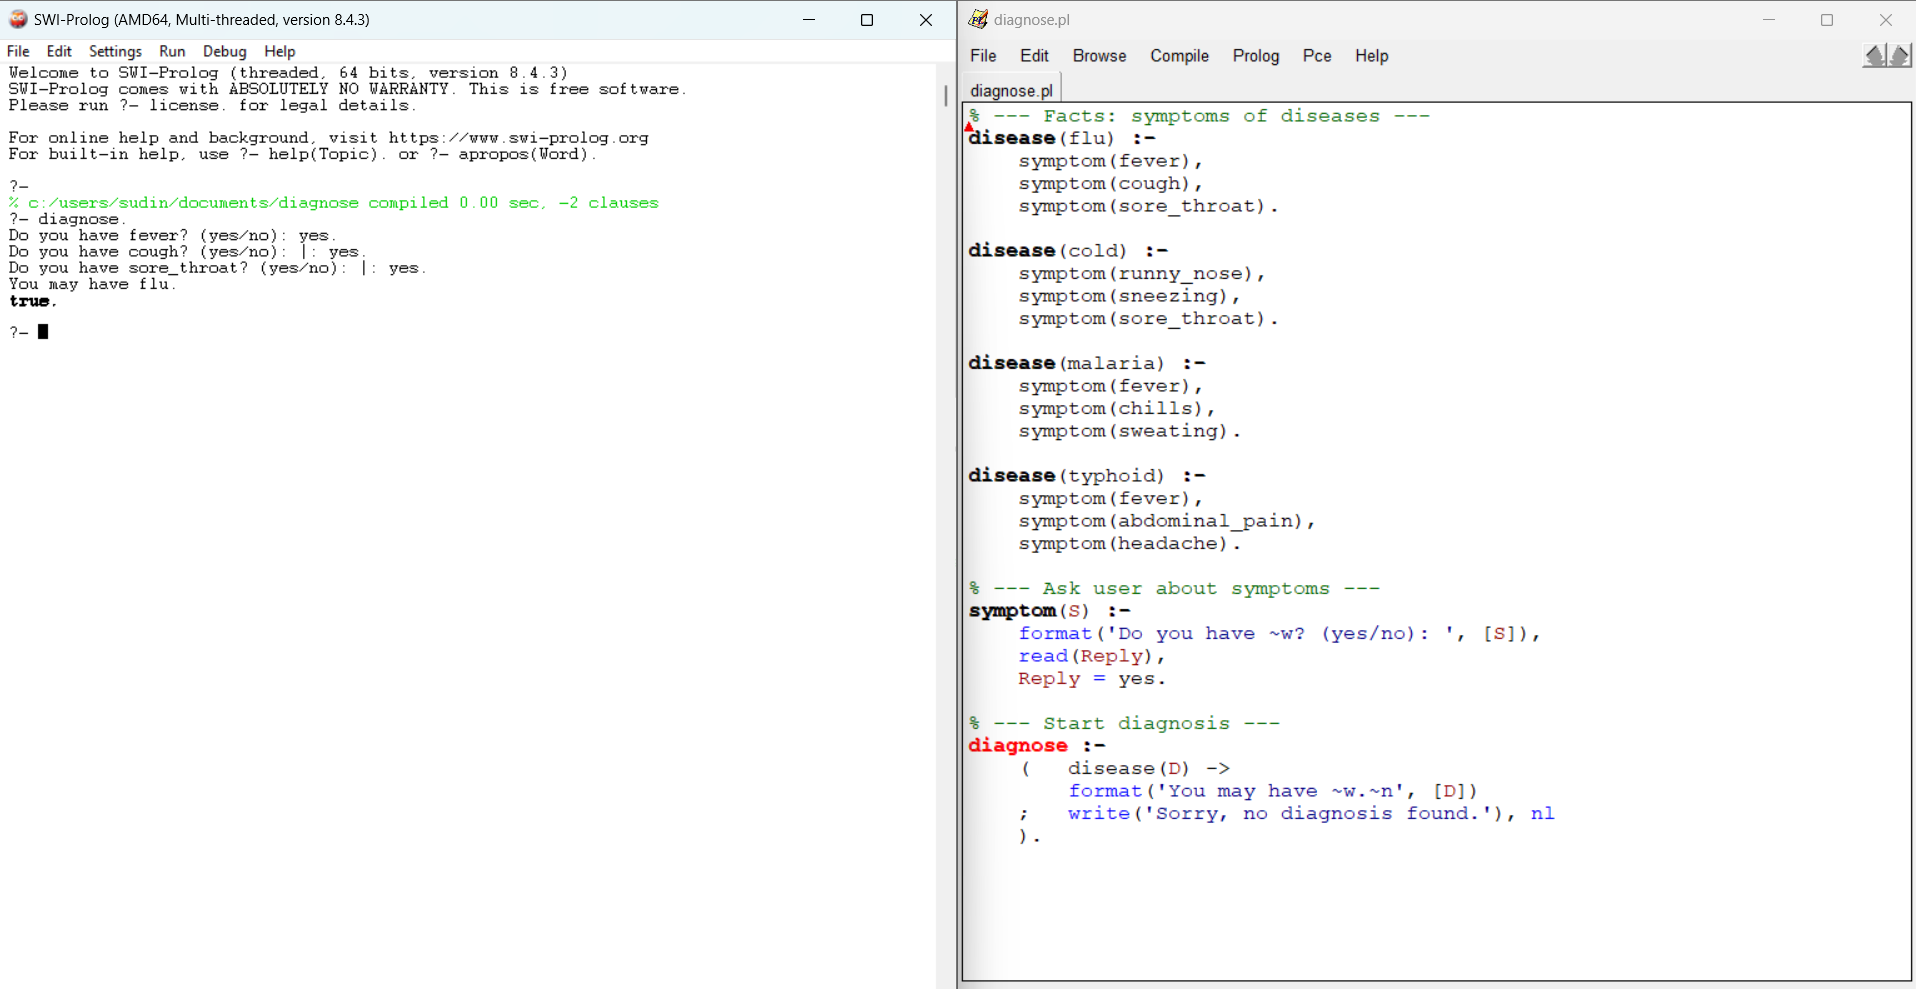 SWI-Prolog (AMD64, Multi-threaded, version 8.4.3)
File Edit Settings Run Debug Help
Welcome to SWI-Prolog (threaded, 64 bits, version 8.4.3)
SWI-Prolog comes with ABSOLUTELY NO WARRANTY. This is free software.
Please run ?- license. for legal details.
For online help and background, visit https://www.swi-prolog.org
For built-in help, use ?- help(Topic). or ?- apropos(Word).
?-
% c:/users/sudin/documents/diagnose compiled 0.00 sec, -2 clauses
?- diagnose.
Do you have fever? (yes/no): yes.
Do you have cough? (yes/no): |: yes.
Do you have sore_throat? (yes/no): |: yes.
You may have flu.
true.
?-
diagnose.pl
File Edit Browse Compile Prolog Pce Help
diagnose.pl
% --- Facts: symptoms of diseases ---
disease(flu) :-
    symptom(fever),
    symptom(cough),
    symptom(sore_throat).
disease(cold) :-
    symptom(runny_nose),
    symptom(sneezing),
    symptom(sore_throat).
disease(malaria) :-
    symptom(fever),
    symptom(chills),
    symptom(sweating).
disease(typhoid) :-
    symptom(fever),
    symptom(abdominal_pain),
    symptom(headache).
% --- Ask user about symptoms ---
symptom(S) :-
    format('Do you have ~w? (yes/no): ', [S]),
    read(Reply),
    Reply = yes.
% --- Start diagnosis ---
diagnose :-
    (   disease(D) ->
        format('You may have ~w.~n', [D])
    ;   write('Sorry, no diagnosis found.'), nl
    ).